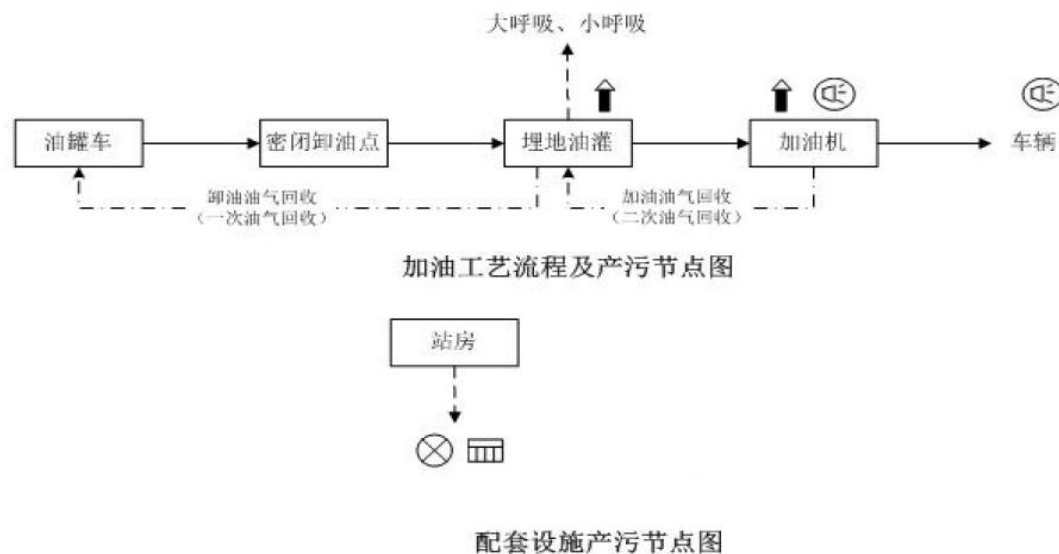 大呼吸、小呼吸
油罐车
密闭卸油点
埋地油灌
加油机
车辆
卸油油气回收
（一次油气回收）
加油油气回收
（二次油气回收）
加油工艺流程及产污节点图
站房
配套设施产污节点图